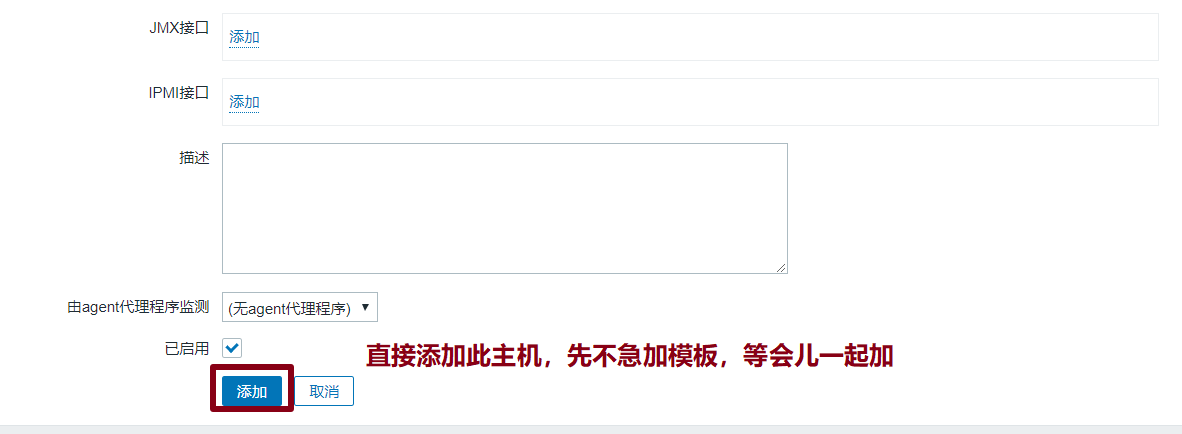 JMX接口
添加
IPMI接口
添加
描述
由agent代理程序监测 (无agent代理程序)
已启用
直接添加此主机，先不急加模板，等会儿一起加
添加 取消